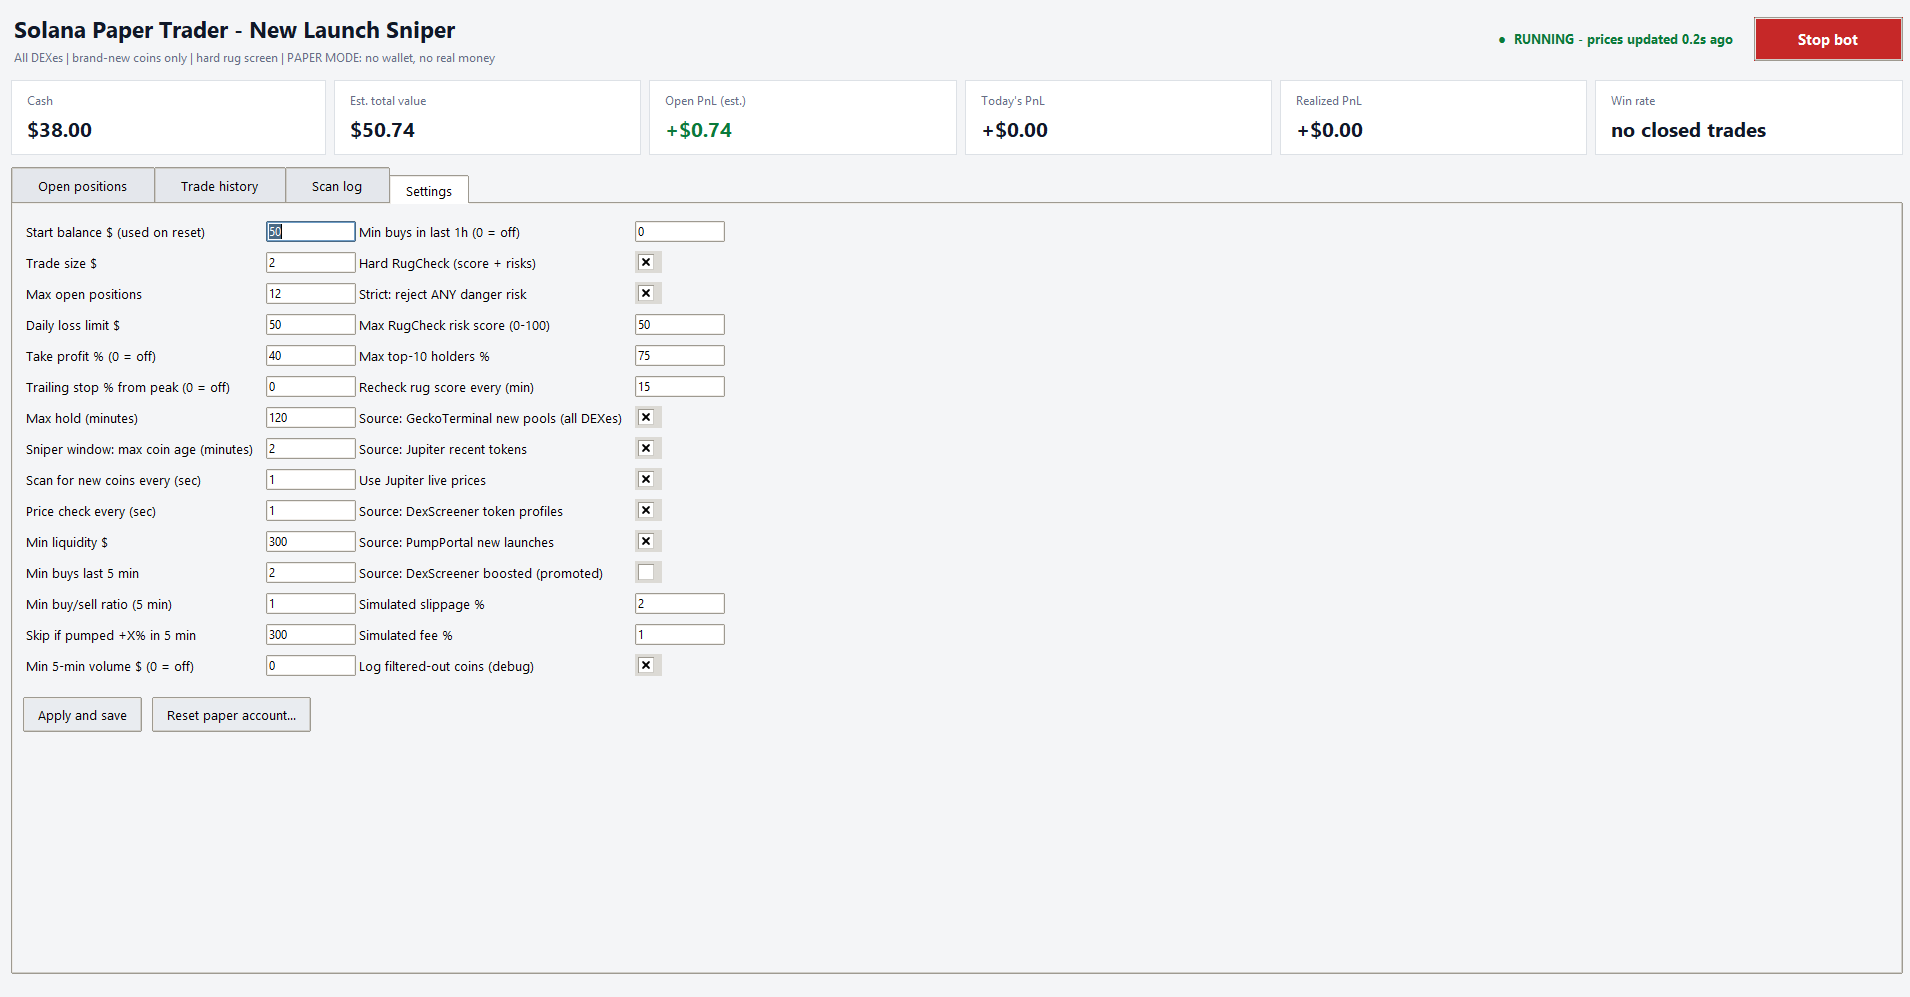 Solana Paper Trader - New Launch Sniper
All DEXes | brand-new coins only | hard rug screen | PAPER MODE: no wallet, no real money
● RUNNING - prices updated 0.2s ago
Stop bot
Cash
$38.00
Est. total value
$50.74
Open PnL (est.)
+$0.74
Today's PnL
+$0.00
Realized PnL
+$0.00
Win rate
no closed trades
Open positions
Trade history
Scan log
Settings
Start balance $ (used on reset) 50
Trade size $ 2
Max open positions 12
Daily loss limit $ 50
Take profit % (0 = off) 40
Trailing stop % from peak (0 = off) 0
Max hold (minutes) 120
Sniper window: max coin age (minutes) 2
Scan for new coins every (sec) 1
Price check every (sec) 1
Min liquidity $ 300
Min buys last 5 min 2
Min buy/sell ratio (5 min) 1
Skip if pumped +X% in 5 min 300
Min 5-min volume $ (0 = off) 0
Min buys in last 1h (0 = off) 0
Hard RugCheck (score + risks)
Strict: reject ANY danger risk
Max RugCheck risk score (0-100) 50
Max top-10 holders % 75
Recheck rug score every (min) 15
Source: GeckoTerminal new pools (all DEXes)
Source: Jupiter recent tokens
Use Jupiter live prices
Source: DexScreener token profiles
Source: PumpPortal new launches
Source: DexScreener boosted (promoted)
Simulated slippage % 2
Simulated fee % 1
Log filtered-out coins (debug)
Apply and save
Reset paper account...